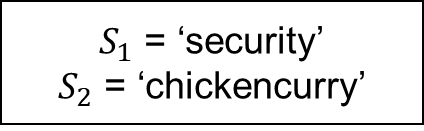 S₁ = ‘security’
S₂ = ‘chickencurry’